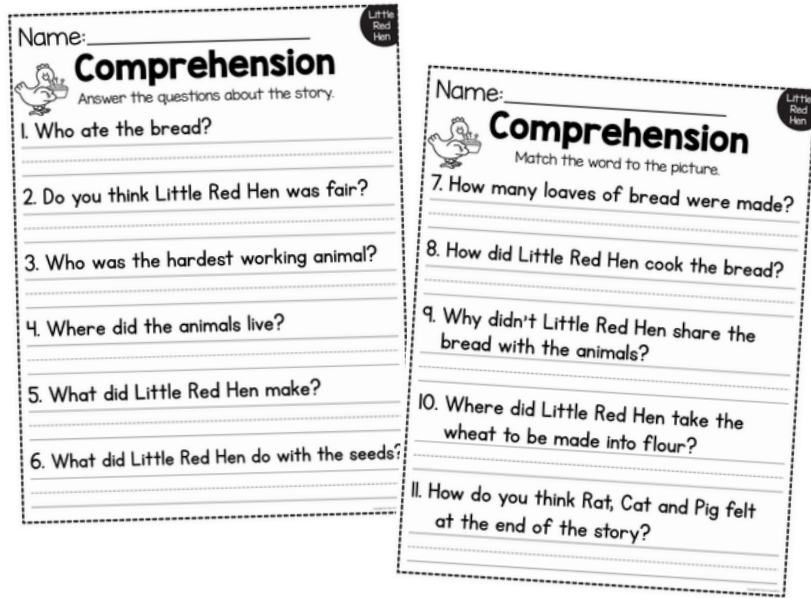 Name:
Little
Red
Hen
Comprehension
Answer the questions about the story.
1. Who ate the bread?
2. Do you think Little Red Hen was fair?
3. Who was the hardest working animal?
4. Where did the animals live?
5. What did Little Red Hen make?
6. What did Little Red Hen do with the seeds?
Name:
Little
Red
Hen
Comprehension
Match the word to the picture.
7. How many loaves of bread were made?
8. How did Little Red Hen cook the bread?
9. Why didn't Little Red Hen share the
bread with the animals?
10. Where did Little Red Hen take the
wheat to be made into flour?
11. How do you think Rat, Cat and Pig felt
at the end of the story?